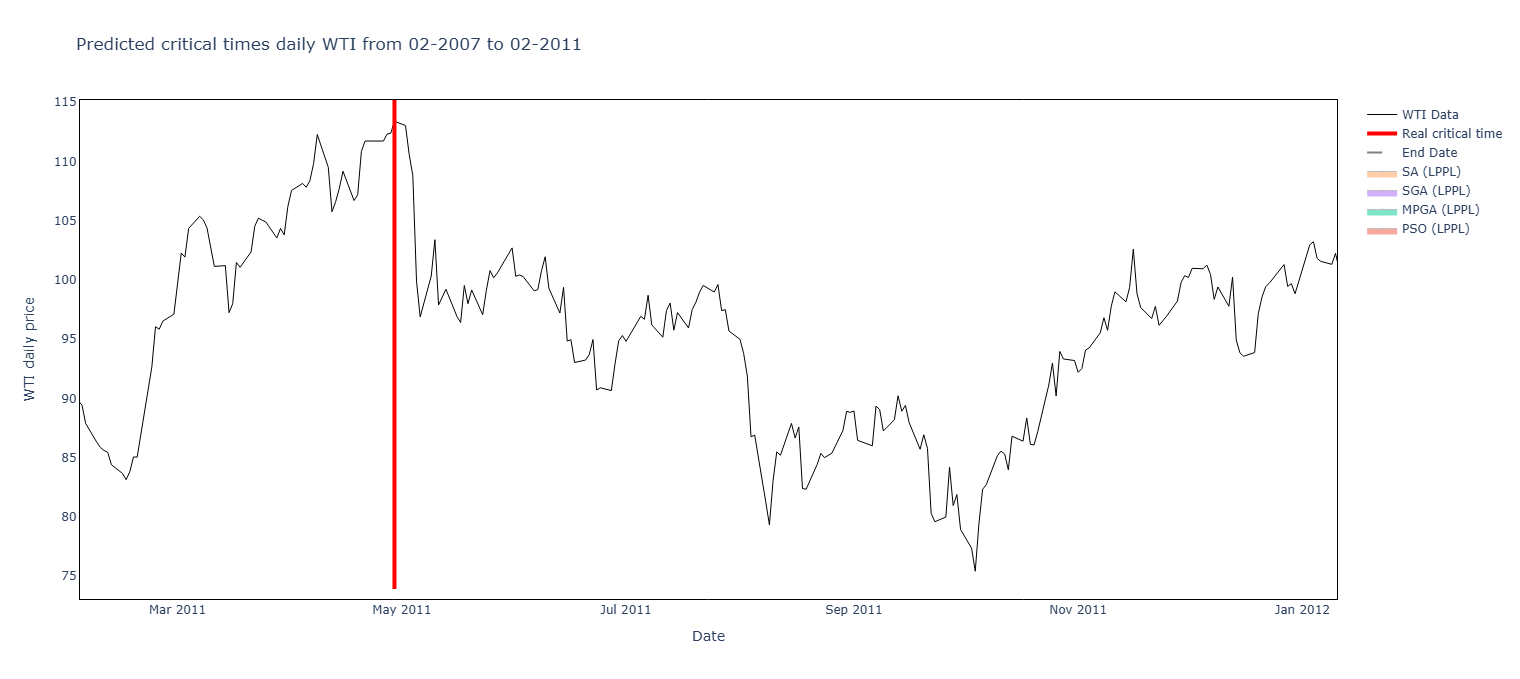 Predicted critical times daily WTI from 02-2007 to 02-2011
115
110
105
100
95
90
85
80
75
WTI daily price
Mar 2011
May 2011
Jul 2011
Sep 2011
Nov 2011
Jan 2012
Date
WTI Data
Real critical time
End Date
SA (LPPL)
SGA (LPPL)
MPGA (LPPL)
PSO (LPPL)